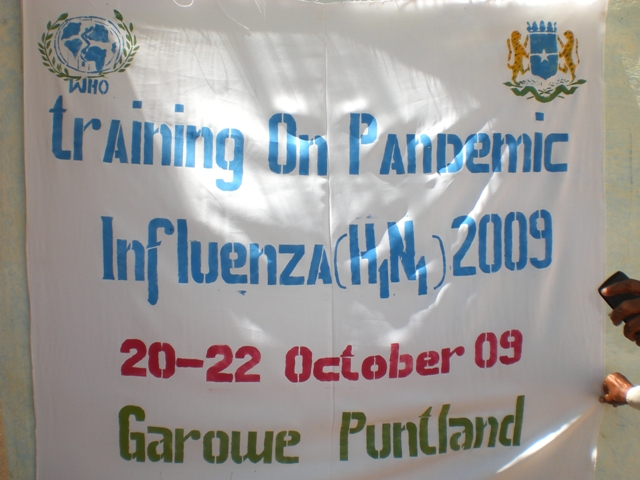 WHO
training On Pandemic
Influenza (H1N1) 2009
20-22 October 09
Garowe Puntland